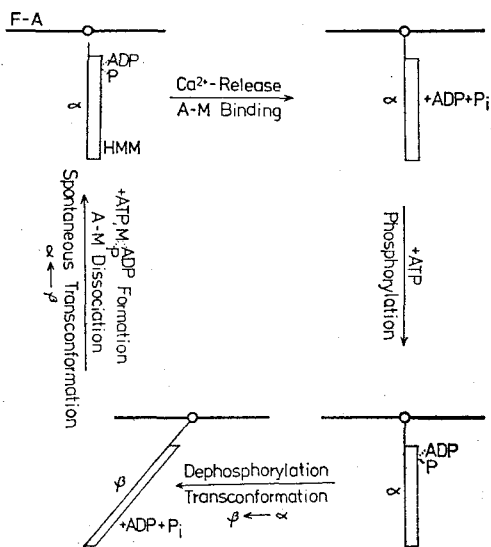 F-A
ADP
P
α
HMM
Ca²⁺-Release
A-M Binding
α
+ADP+Pi
+ATP
Phosphorylation
+ATP, M ADP Formation
P
A-M Dissociation
Spontaneous Transconformation
α ← β
β
+ADP+Pi
Dephosphorylation
Transconformation
β ← α
ADP
P
α